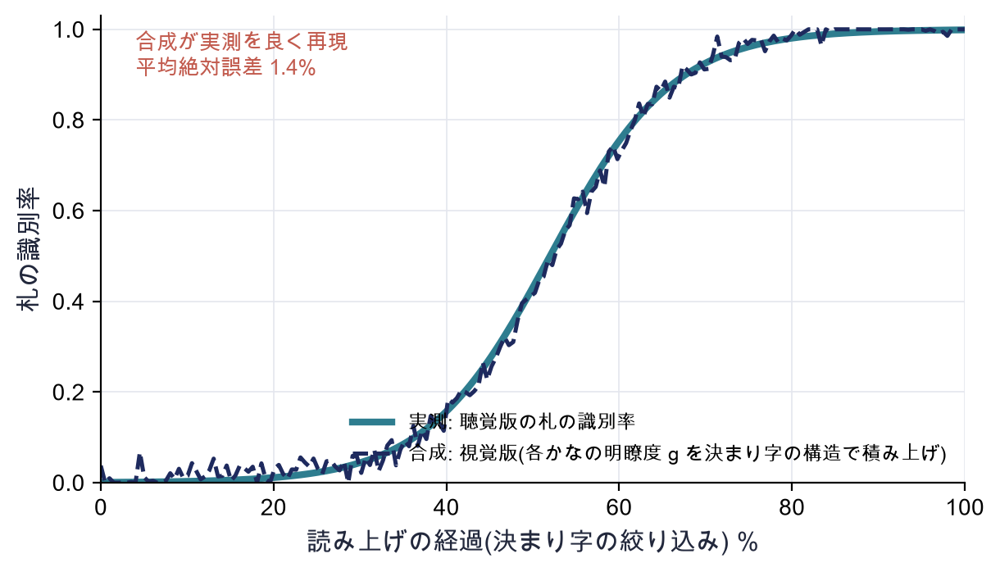 合成が実測を良く再現
平均絶対誤差 1.4%
札の識別率
1.0
0.8
0.6
0.4
0.2
0.0
実測: 聴覚版の札の識別率
合成: 視覚版(各かなの明瞭度 g を決まり字の構造で積み上げ)
0 20 40 60 80 100
読み上げの経過(決まり字の絞り込み) %